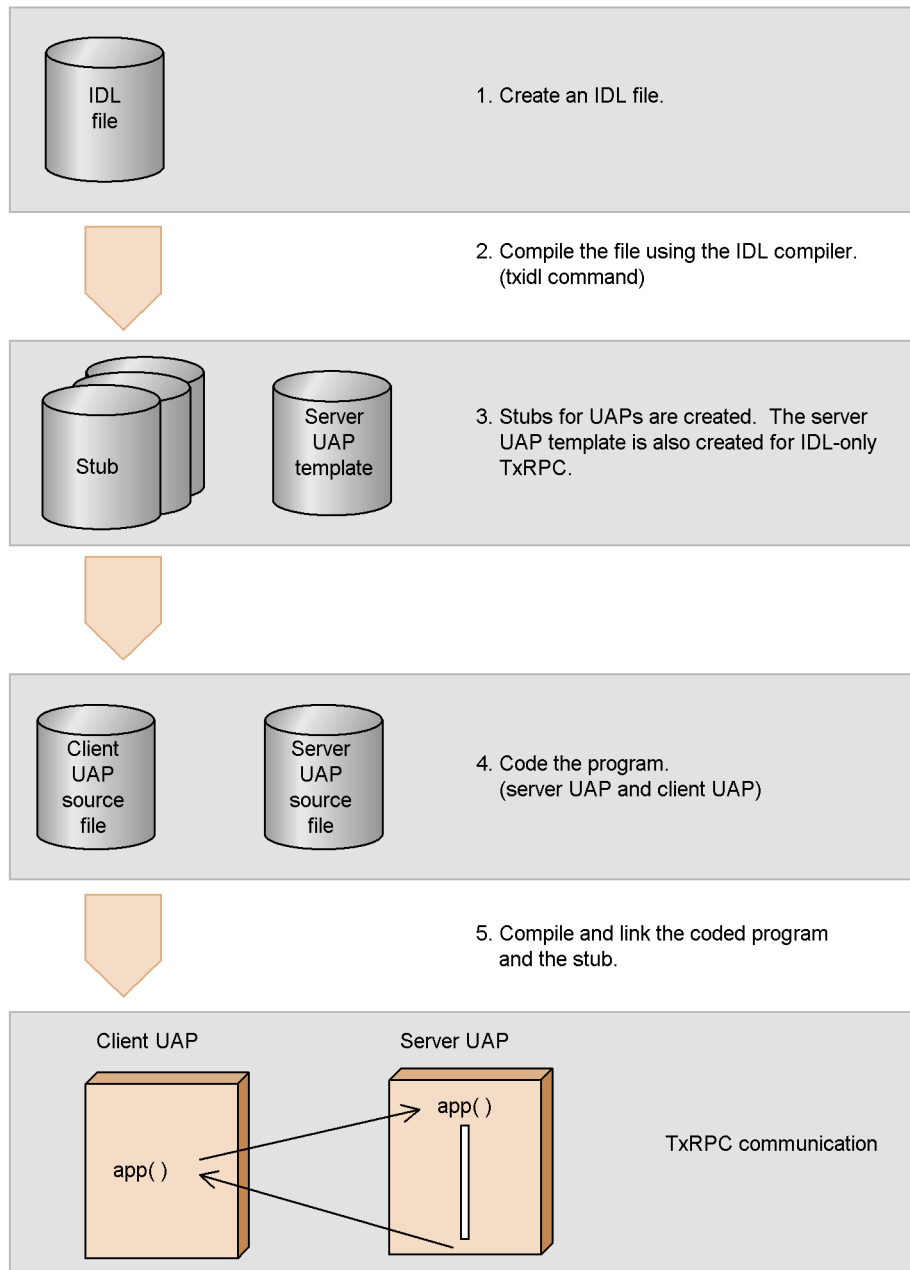 IDL
file
1. Create an IDL file.
2. Compile the file using the IDL compiler.
(txidl command)
Stub
Server
UAP
template
3. Stubs for UAPs are created.  The server
UAP template is also created for IDL-only
TxRPC.
Client
UAP
source
file
Server
UAP
source
file
4. Code the program.
(server UAP and client UAP)
5. Compile and link the coded program
and the stub.
Client UAP
Server UAP
app( )
app( )
TxRPC communication